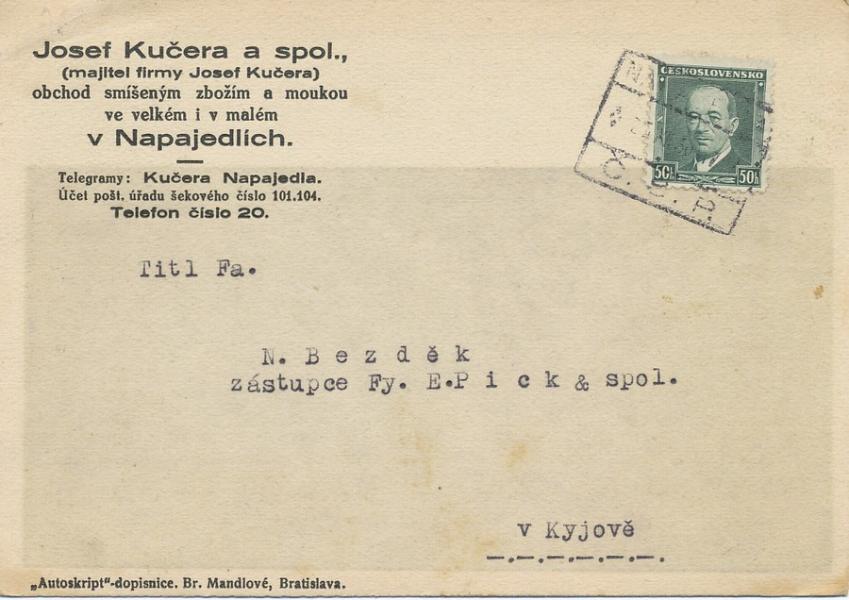 Josef Kučera a spol.,
(majitel firmy Josef Kučera)
obchod smíšeným zbožím a moukou
ve velkém i v malém
v Napajedlích.
Telegramy: Kučera Napajedla.
Účet pošt. úřadu šekového číslo 101.104.
Telefon číslo 20.
ČESKOSLOVENSKO
50h 50h
Titl Fa.
N. Bezděk
zástupce Fy. E.Pick & spol.
v Kyjově
„Autoskript"-dopisnice. Br. Mandlové, Bratislava.